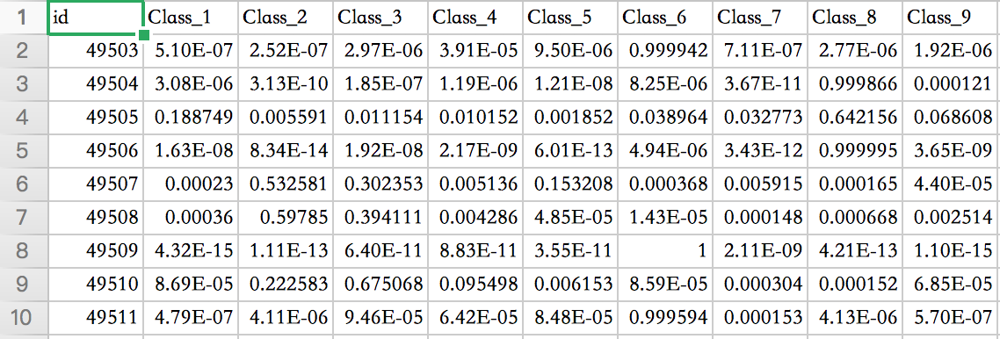 1 id Class_1 Class_2 Class_3 Class_4 Class_5 Class_6 Class_7 Class_8 Class_9
2 49503 5.10E-07 2.52E-07 2.97E-06 3.91E-05 9.50E-06 0.999942 7.11E-07 2.77E-06 1.92E-06
3 49504 3.08E-06 3.13E-10 1.85E-07 1.19E-06 1.21E-08 8.25E-06 3.67E-11 0.999866 0.000121
4 49505 0.188749 0.005591 0.011154 0.010152 0.001852 0.038964 0.032773 0.642156 0.068608
5 49506 1.63E-08 8.34E-14 1.92E-08 2.17E-09 6.01E-13 4.94E-06 3.43E-12 0.999995 3.65E-09
6 49507 0.00023 0.532581 0.302353 0.005136 0.153208 0.000368 0.005915 0.000165 4.40E-05
7 49508 0.00036 0.59785 0.394111 0.004286 4.85E-05 1.43E-05 0.000148 0.000668 0.002514
8 49509 4.32E-15 1.11E-13 6.40E-11 8.83E-11 3.55E-11 1 2.11E-09 4.21E-13 1.10E-15
9 49510 8.69E-05 0.222583 0.675068 0.095498 0.006153 8.59E-05 0.000304 0.000152 6.85E-05
10 49511 4.79E-07 4.11E-06 9.46E-05 6.42E-05 8.48E-05 0.999594 0.000153 4.13E-06 5.70E-07